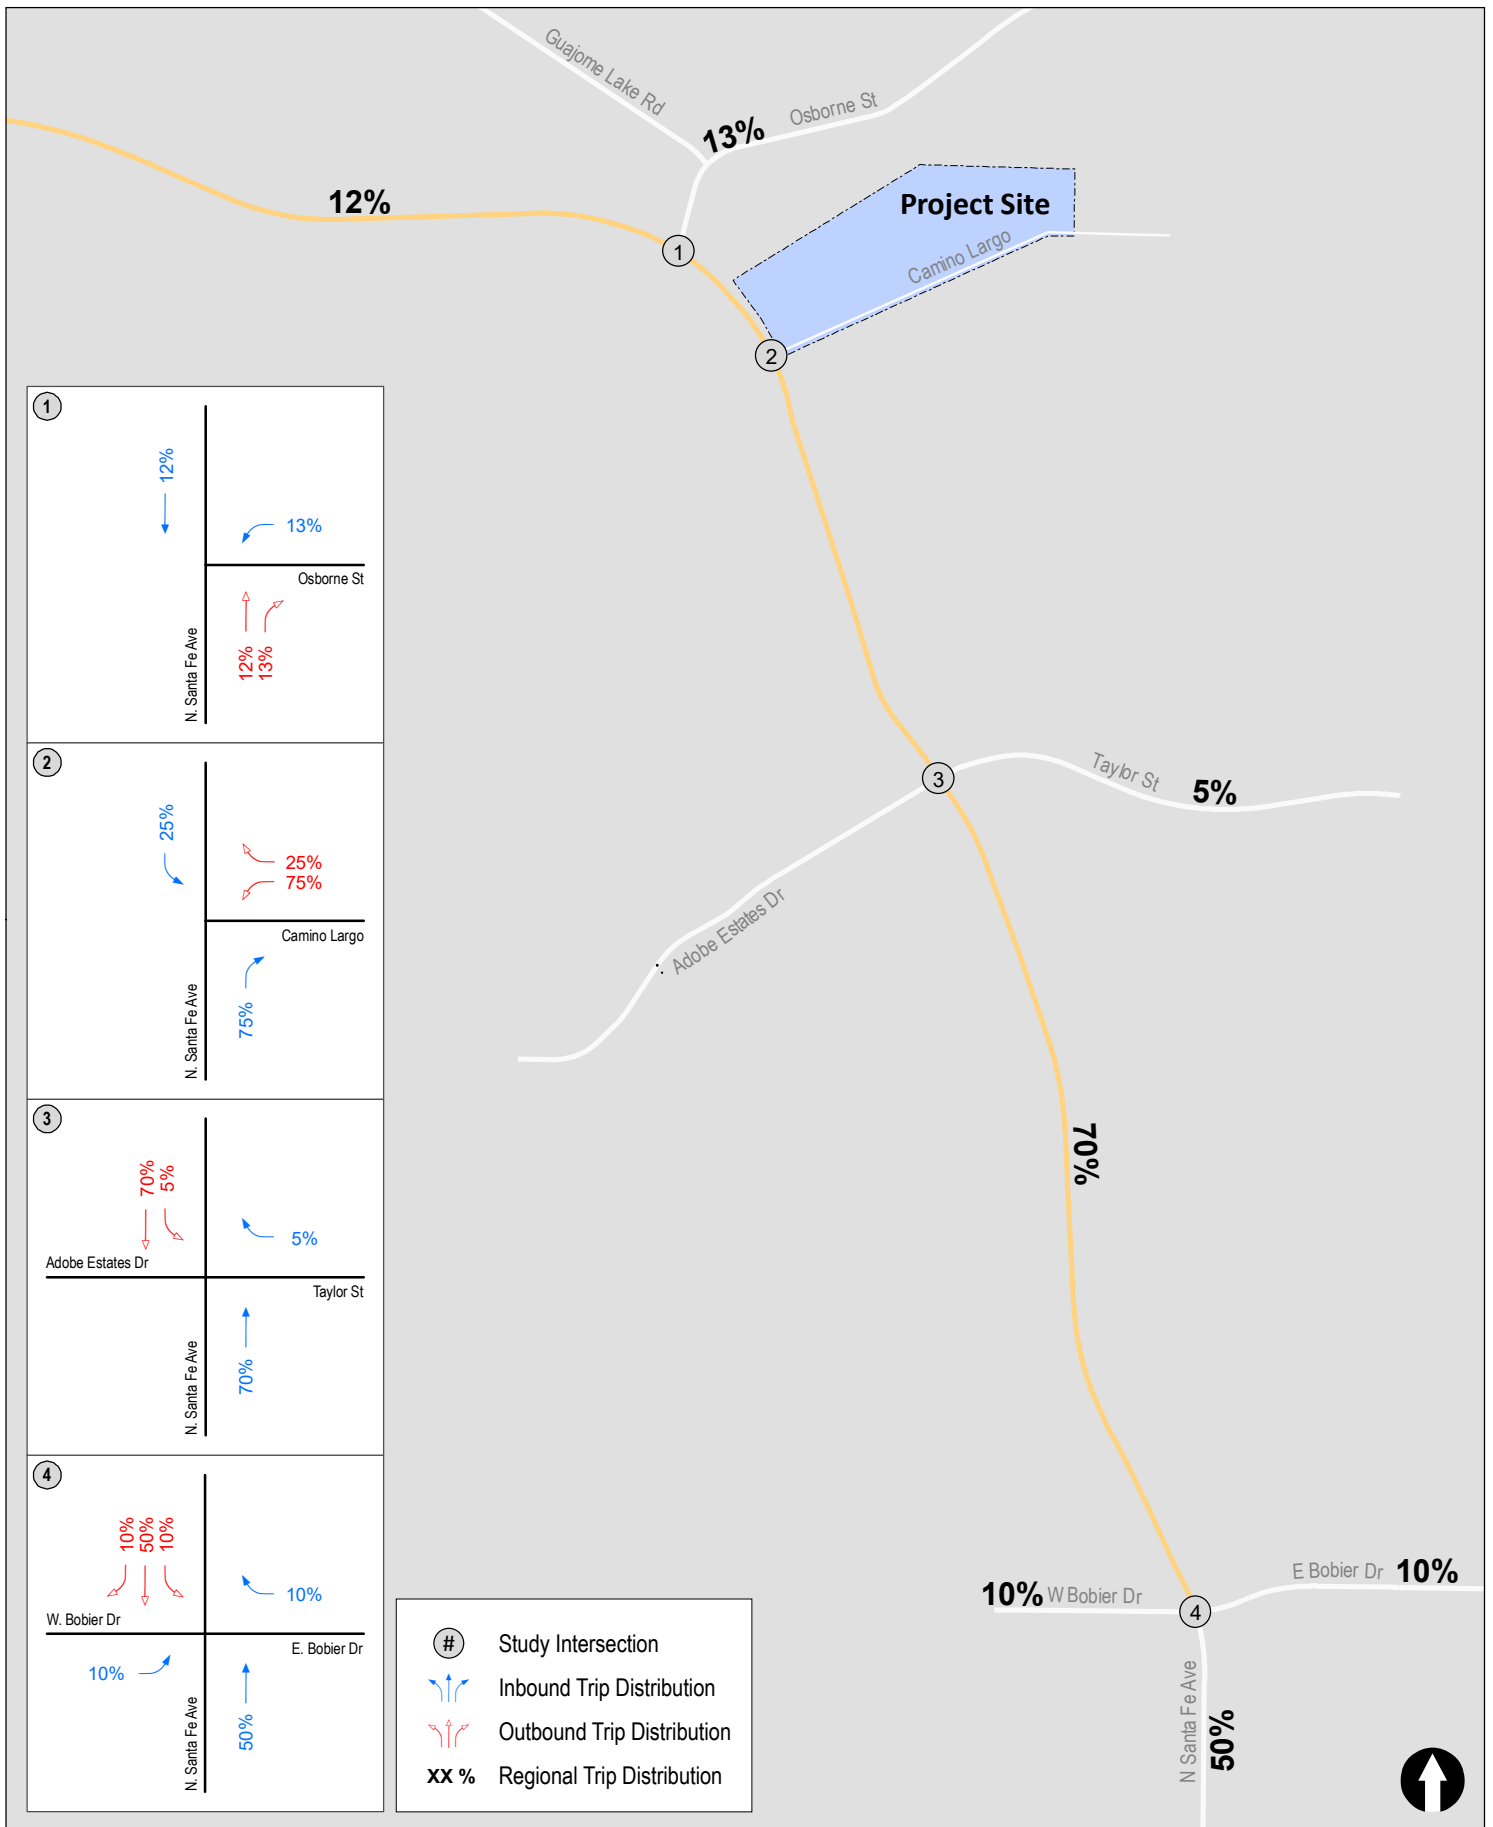 Guajome Lake Rd
Osborne St
13%
12%
Project Site
Camino Largo
1
2
3
Taylor St
5%
Adobe Estates Dr
70%
10%
W Bobier Dr
E Bobier Dr
10%
4
N Santa Fe Ave
50%
1
12%
13%
Osborne St
12%
13%
N. Santa Fe Ave
2
25%
25%
75%
Camino Largo
75%
N. Santa Fe Ave
3
70%
5%
5%
Adobe Estates Dr
Taylor St
70%
N. Santa Fe Ave
4
10%
50%
10%
10%
W. Bobier Dr
E. Bobier Dr
10%
50%
N. Santa Fe Ave
# Study Intersection
Inbound Trip Distribution
Outbound Trip Distribution
XX % Regional Trip Distribution